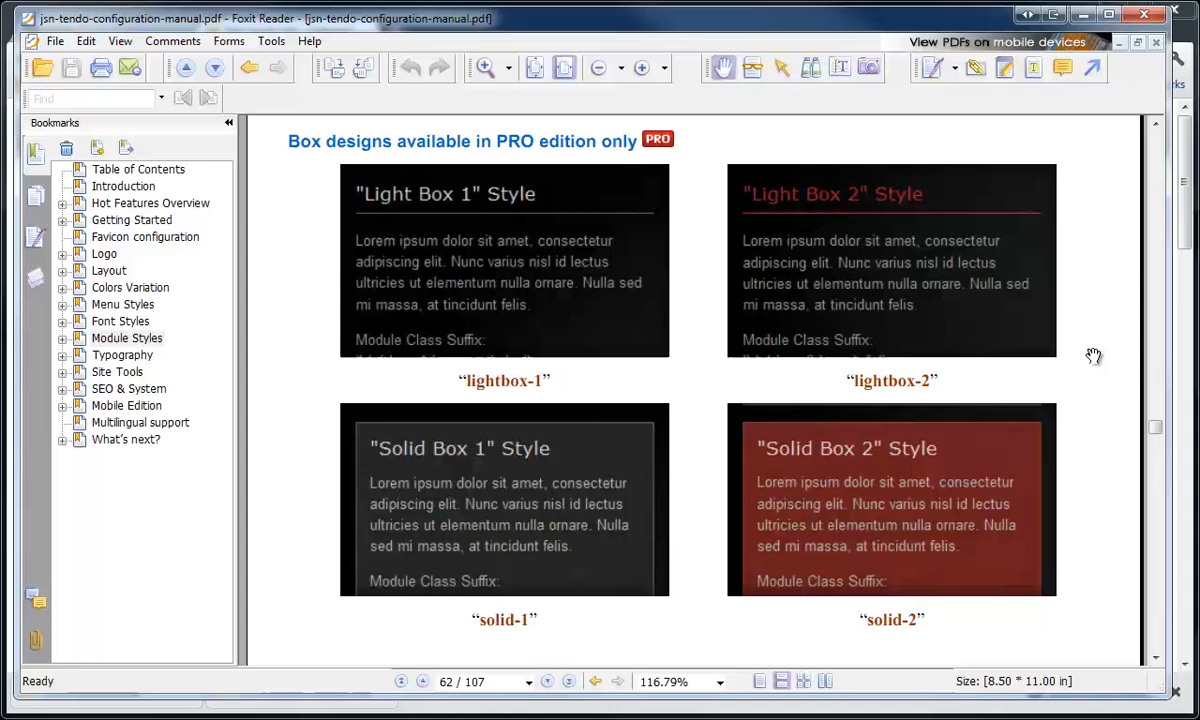 jsn-tendo-configuration-manual.pdf - Foxit Reader - [jsn-tendo-configuration-manual.pdf]
File Edit View Comments Forms Tools Help
View PDFs on mobile devices
Find
Bookmarks
Table of Contents
Introduction
Hot Features Overview
Getting Started
Favicon configuration
Logo
Layout
Colors Variation
Menu Styles
Font Styles
Module Styles
Typography
Site Tools
SEO & System
Mobile Edition
Multilingual support
What's next?
Box designs available in PRO edition only PRO
"Light Box 1" Style
Lorem ipsum dolor sit amet, consectetur
adipiscing elit. Nunc varius nisl id lectus
ultricies ut elementum nulla ornare. Nulla sed
mi massa, at tincidunt felis.
Module Class Suffix:
“lightbox-1”
"Light Box 2" Style
Lorem ipsum dolor sit amet, consectetur
adipiscing elit. Nunc varius nisl id lectus
ultricies ut elementum nulla ornare. Nulla sed
mi massa, at tincidunt felis.
Module Class Suffix:
“lightbox-2”
"Solid Box 1" Style
Lorem ipsum dolor sit amet, consectetur
adipiscing elit. Nunc varius nisl id lectus
ultricies ut elementum nulla ornare. Nulla
sed mi massa, at tincidunt felis.
Module Class Suffix:
“solid-1”
"Solid Box 2" Style
Lorem ipsum dolor sit amet, consectetur
adipiscing elit. Nunc varius nisl id lectus
ultricies ut elementum nulla ornare. Nulla
sed mi massa, at tincidunt felis.
Module Class Suffix:
“solid-2”
Ready
62 / 107
116.79%
Size: [8.50 * 11.00 in]